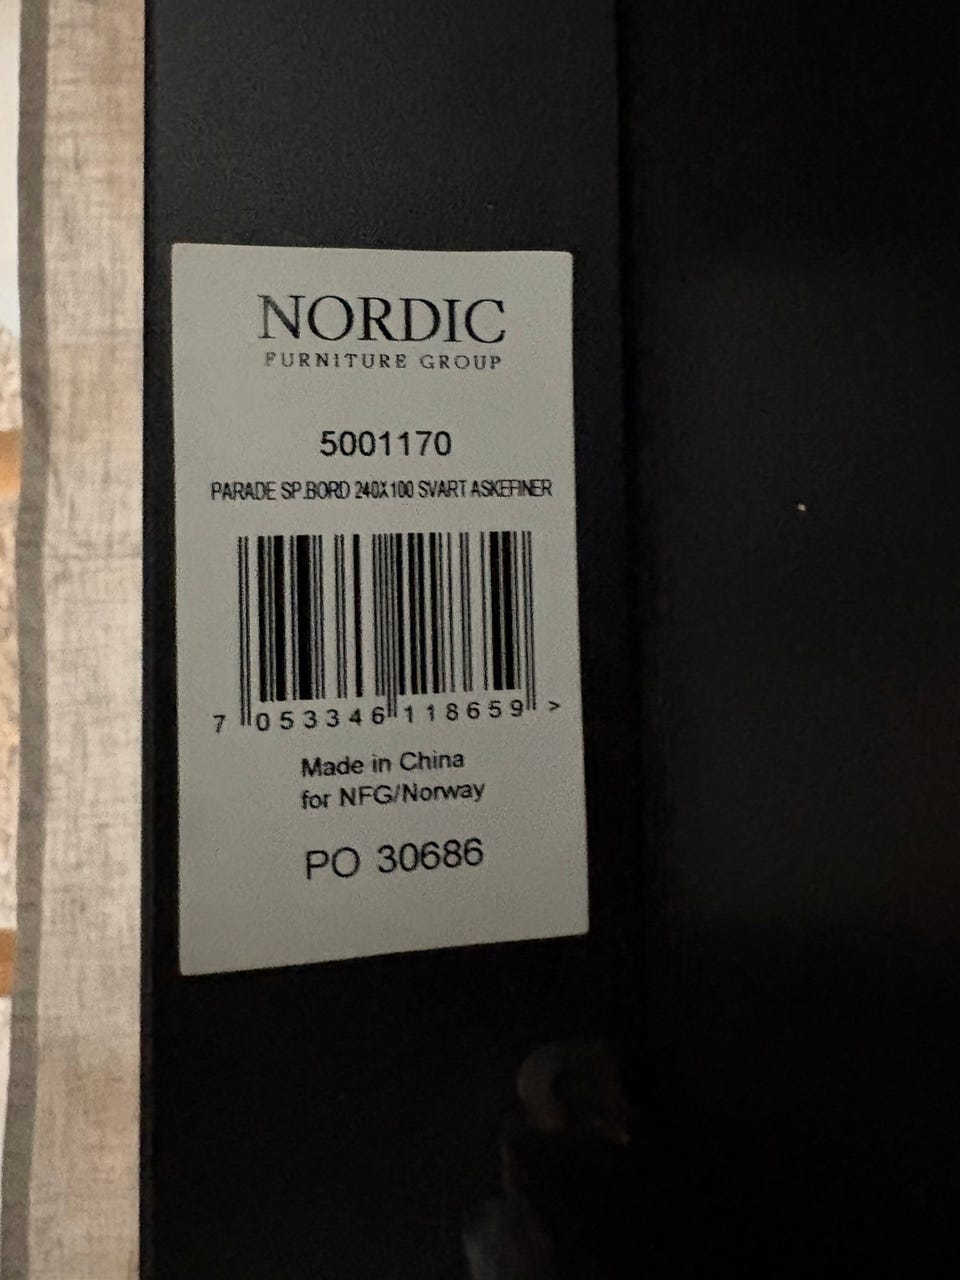 NORDIC
FURNITURE GROUP
5001170
PARADE SP.BORD 240X100 SVART ASKEFINER
7 053346 118659 >
Made in China
for NFG/Norway
PO 30686